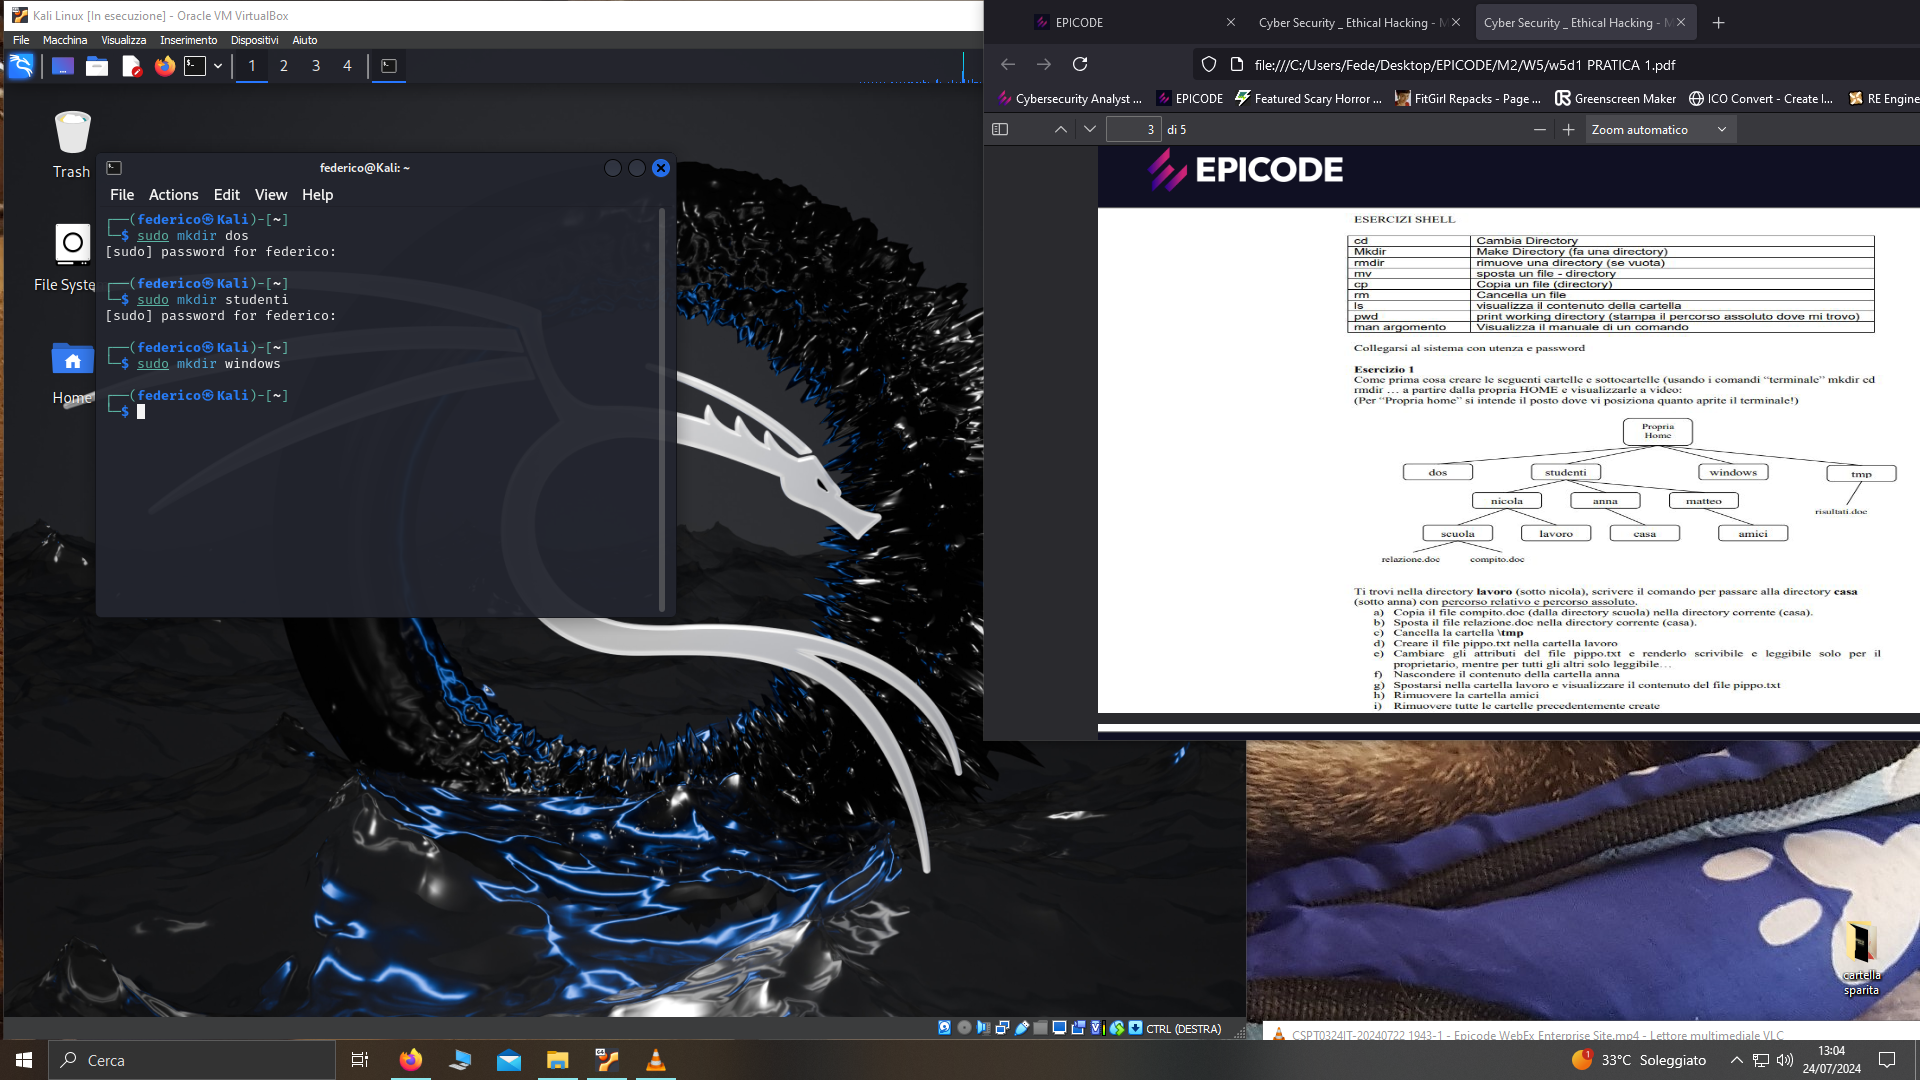 Kali Linux [In esecuzione] - Oracle VM VirtualBox
File Macchina Visualizza Inserimento Dispositivi Aiuto
1 2 3 4
Trash
File Syste
Home
federico@Kali: ~
File Actions Edit View Help
┌──(federico㉿Kali)-[~]
└─$ sudo mkdir dos
[sudo] password for federico:
┌──(federico㉿Kali)-[~]
└─$ sudo mkdir studenti
[sudo] password for federico:
┌──(federico㉿Kali)-[~]
└─$ sudo mkdir windows
┌──(federico㉿Kali)-[~]
└─$
CTRL (DESTRA)
EPICODE
Cyber Security _ Ethical Hacking - M
Cyber Security _ Ethical Hacking - M
file:///C:/Users/Fede/Desktop/EPICODE/M2/W5/w5d1 PRATICA 1.pdf
Cybersecurity Analyst ... EPICODE Featured Scary Horror ... FitGirl Repacks - Page ... Greenscreen Maker ICO Convert - Create I... RE Engine
3 di 5
Zoom automatico
EPICODE
ESERCIZI SHELL
cd Cambia Directory
Mkdir Make Directory (fa una directory)
rmdir rimuove una directory (se vuota)
mv sposta un file - directory
cp Copia un file (directory)
rm Cancella un file
ls visualizza il contenuto della cartella
pwd print working directory (stampa il percorso assoluto dove mi trovo)
man argomento Visualizza il manuale di un comando
Collegarsi al sistema con utenza e password
Esercizio 1
Come prima cosa creare le seguenti cartelle e sottocartelle (usando i comandi “terminale” mkdir cd
rmdir … a partire dalla propria HOME e visualizzarle a video:
(Per “Propria home” si intende il posto dove vi posiziona quanto aprite il terminale!)
Propria
Home
dos studenti windows tmp
nicola anna matteo
risultati.doc
scuola lavoro casa amici
relazione.doc compito.doc
Ti trovi nella directory lavoro (sotto nicola), scrivere il comando per passare alla directory casa
(sotto anna) con percorso relativo e percorso assoluto.
a) Copia il file compito.doc (dalla directory scuola) nella directory corrente (casa).
b) Sposta il file relazione.doc nella directory corrente (casa).
c) Cancella la cartella \tmp
d) Creare il file pippo.txt nella cartella lavoro
e) Cambiare gli attributi del file pippo.txt e renderlo scrivibile e leggibile solo per il
proprietario, mentre per tutti gli altri solo leggibile…
f) Nascondere il contenuto della cartella anna
g) Spostarsi nella cartella lavoro e visualizzare il contenuto del file pippo.txt
h) Rimuovere la cartella amici
i) Rimuovere tutte le cartelle precedentemente create
cartella
sparita
CSPT0324IT-20240722 1943-1 - Epicode WebEx Enterprise Site.mp4 - Lettore multimediale VLC
Cerca
1
33°C Soleggiato
13:04
24/07/2024